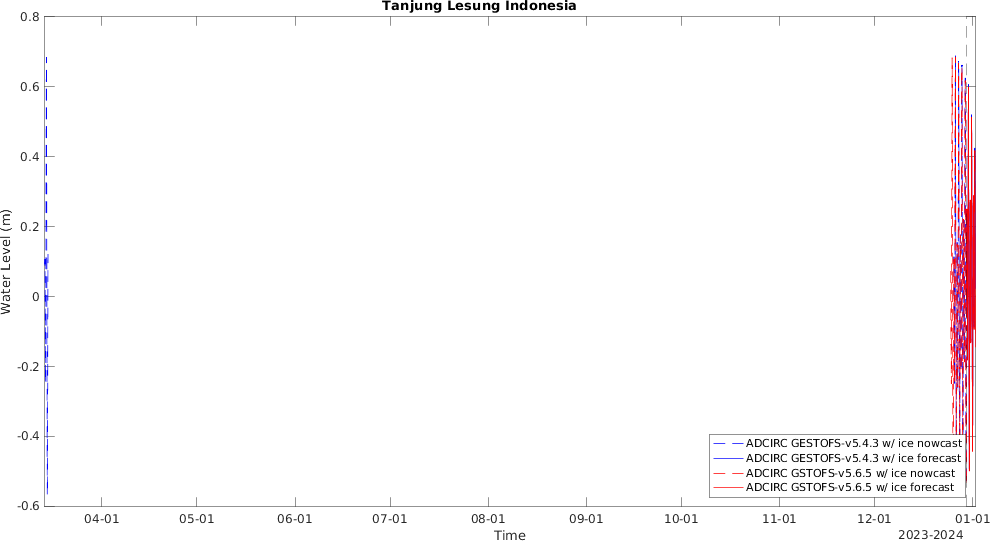 Tanjung Lesung Indonesia
0.8
0.6
0.4
0.2
0
-0.2
-0.4
-0.6
Water Level (m)
ADCIRC GESTOFS-v5.4.3 w/ ice nowcast
ADCIRC GESTOFS-v5.4.3 w/ ice forecast
ADCIRC GSTOFS-v5.6.5 w/ ice nowcast
ADCIRC GSTOFS-v5.6.5 w/ ice forecast
04-01 05-01 06-01 07-01 08-01 09-01 10-01 11-01 12-01 01-01
Time
2023-2024